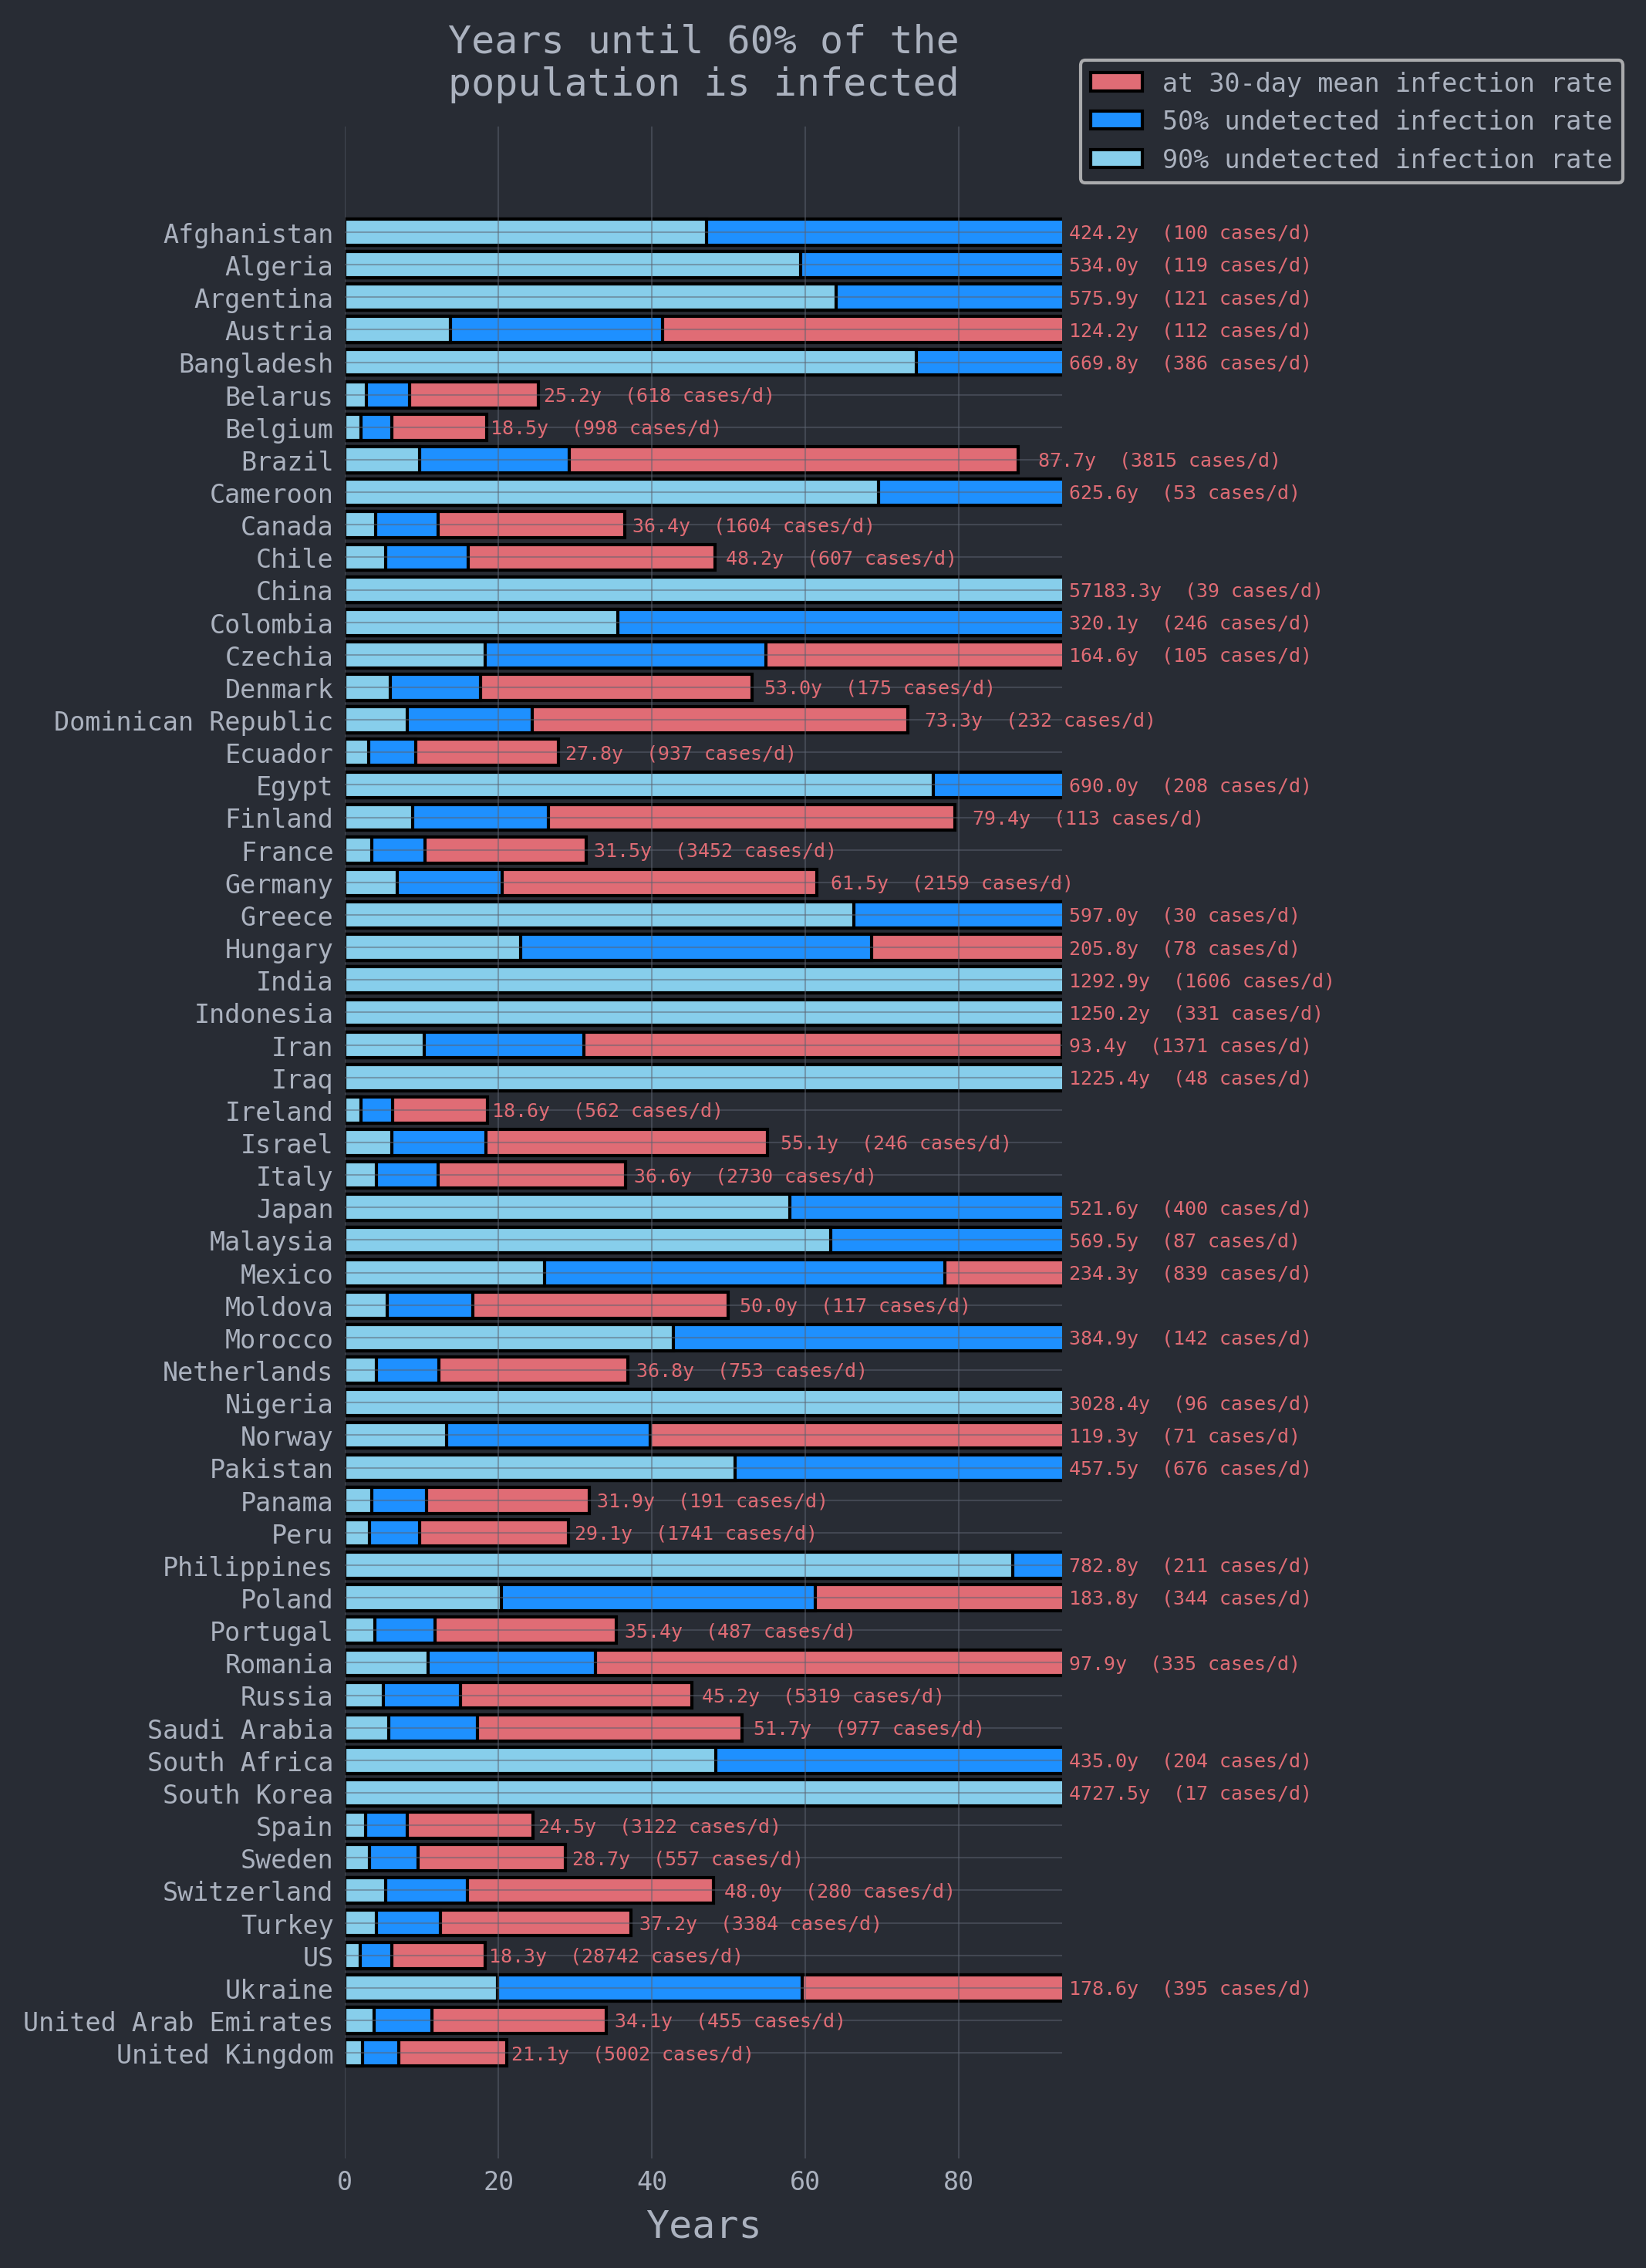 Years until 60% of the
population is infected
at 30-day mean infection rate
50% undetected infection rate
90% undetected infection rate
Afghanistan 424.2y (100 cases/d)
Algeria 534.0y (119 cases/d)
Argentina 575.9y (121 cases/d)
Austria 124.2y (112 cases/d)
Bangladesh 669.8y (386 cases/d)
Belarus 25.2y (618 cases/d)
Belgium 18.5y (998 cases/d)
Brazil 87.7y (3815 cases/d)
Cameroon 625.6y (53 cases/d)
Canada 36.4y (1604 cases/d)
Chile 48.2y (607 cases/d)
China 57183.3y (39 cases/d)
Colombia 320.1y (246 cases/d)
Czechia 164.6y (105 cases/d)
Denmark 53.0y (175 cases/d)
Dominican Republic 73.3y (232 cases/d)
Ecuador 27.8y (937 cases/d)
Egypt 690.0y (208 cases/d)
Finland 79.4y (113 cases/d)
France 31.5y (3452 cases/d)
Germany 61.5y (2159 cases/d)
Greece 597.0y (30 cases/d)
Hungary 205.8y (78 cases/d)
India 1292.9y (1606 cases/d)
Indonesia 1250.2y (331 cases/d)
Iran 93.4y (1371 cases/d)
Iraq 1225.4y (48 cases/d)
Ireland 18.6y (562 cases/d)
Israel 55.1y (246 cases/d)
Italy 36.6y (2730 cases/d)
Japan 521.6y (400 cases/d)
Malaysia 569.5y (87 cases/d)
Mexico 234.3y (839 cases/d)
Moldova 50.0y (117 cases/d)
Morocco 384.9y (142 cases/d)
Netherlands 36.8y (753 cases/d)
Nigeria 3028.4y (96 cases/d)
Norway 119.3y (71 cases/d)
Pakistan 457.5y (676 cases/d)
Panama 31.9y (191 cases/d)
Peru 29.1y (1741 cases/d)
Philippines 782.8y (211 cases/d)
Poland 183.8y (344 cases/d)
Portugal 35.4y (487 cases/d)
Romania 97.9y (335 cases/d)
Russia 45.2y (5319 cases/d)
Saudi Arabia 51.7y (977 cases/d)
South Africa 435.0y (204 cases/d)
South Korea 4727.5y (17 cases/d)
Spain 24.5y (3122 cases/d)
Sweden 28.7y (557 cases/d)
Switzerland 48.0y (280 cases/d)
Turkey 37.2y (3384 cases/d)
US 18.3y (28742 cases/d)
Ukraine 178.6y (395 cases/d)
United Arab Emirates 34.1y (455 cases/d)
United Kingdom 21.1y (5002 cases/d)
0 20 40 60 80
Years